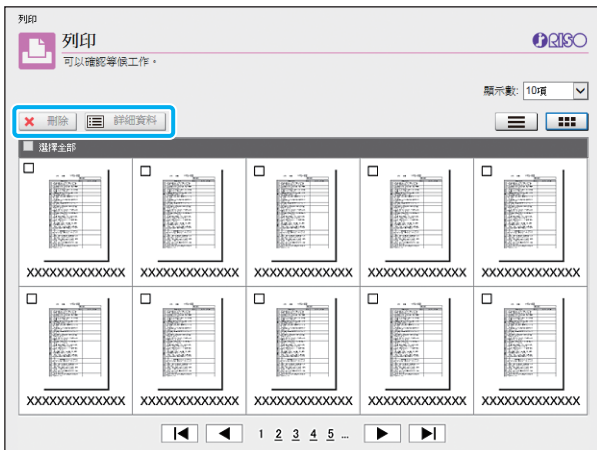 列印
列印
RISO
可以確認等候工作。
顯示數: 10項
刪除 詳細資料
選擇全部
XXXXXXXXXXXXX XXXXXXXXXXXXX XXXXXXXXXXXXX XXXXXXXXXXXXX XXXXXXXXXXXXX
XXXXXXXXXXXXX XXXXXXXXXXXXX XXXXXXXXXXXXX XXXXXXXXXXXXX XXXXXXXXXXXXX
1 2 3 4 5 ...